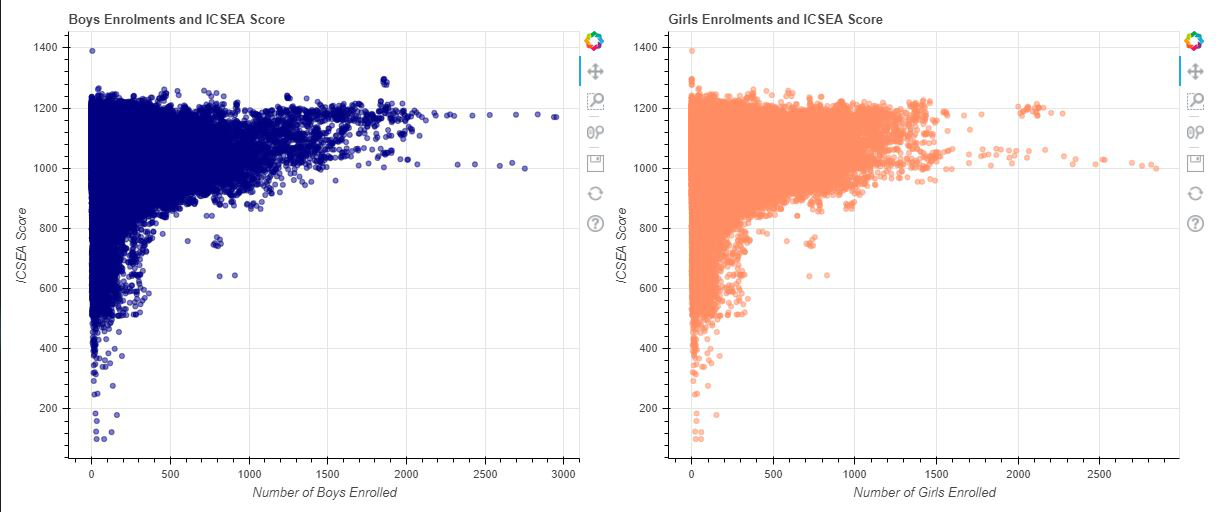 Boys Enrolments and ICSEA Score
1400
1200
1000
800
600
400
200
ICSEA Score
0 500 1000 1500 2000 2500 3000
Number of Boys Enrolled
Girls Enrolments and ICSEA Score
1400
1200
1000
800
600
400
200
ICSEA Score
0 500 1000 1500 2000 2500
Number of Girls Enrolled